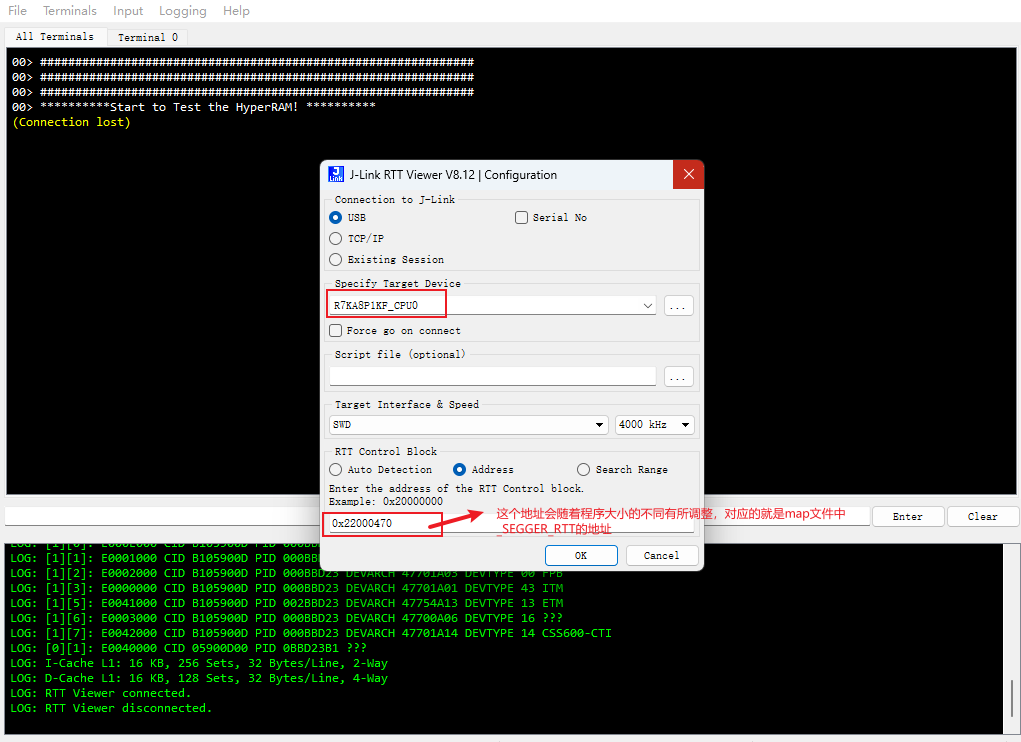 File Terminals Input Logging Help
All Terminals Terminal 0
00> ##############################################################
00> ##############################################################
00> ##############################################################
00> **********Start to Test the HyperRAM! **********
(Connection lost)
J-Link RTT Viewer V8.12 | Configuration
Connection to J-Link
USB Serial No
TCP/IP
Existing Session
Specify Target Device
R7KA8P1KF_CPU0 ...
Force go on connect
Script file (optional)
...
Target Interface & Speed
SWD 4000 kHz
RTT Control Block
Auto Detection Address Search Range
Enter the address of the RTT Control block.
Example: 0x20000000
0x22000470
这个地址会随着程序大小的不同有所调整，对应的就是map文件中
_SEGGER_RTT的地址
OK Cancel
Enter Clear
LOG: [1][1]: E0001000 CID B105900D PID 000BBD
LOG: [1][2]: E0002000 CID B105900D PID 000BBD23 DEVARCH 47701A03 DEVTYPE 00 FPB
LOG: [1][3]: E0000000 CID B105900D PID 000BBD23 DEVARCH 47701A01 DEVTYPE 43 ITM
LOG: [1][5]: E0041000 CID B105900D PID 002BBD23 DEVARCH 47754A13 DEVTYPE 13 ETM
LOG: [1][6]: E0003000 CID B105900D PID 000BBD23 DEVARCH 47700A06 DEVTYPE 16 ???
LOG: [1][7]: E0042000 CID B105900D PID 000BBD23 DEVARCH 47701A14 DEVTYPE 14 CSS600-CTI
LOG: [0][1]: E0040000 CID 05900D00 PID 0BBD23B1 ???
LOG: I-Cache L1: 16 KB, 256 Sets, 32 Bytes/Line, 2-Way
LOG: D-Cache L1: 16 KB, 128 Sets, 32 Bytes/Line, 4-Way
LOG: RTT Viewer connected.
LOG: RTT Viewer disconnected.